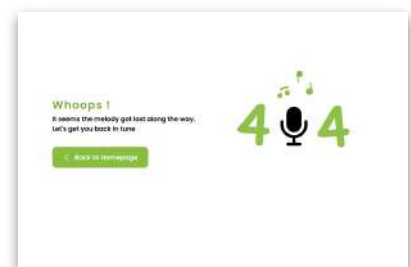 Whoops !
It seems the melody got lost along the way.
Let's get you back in tune
Back to Homepage
4 4